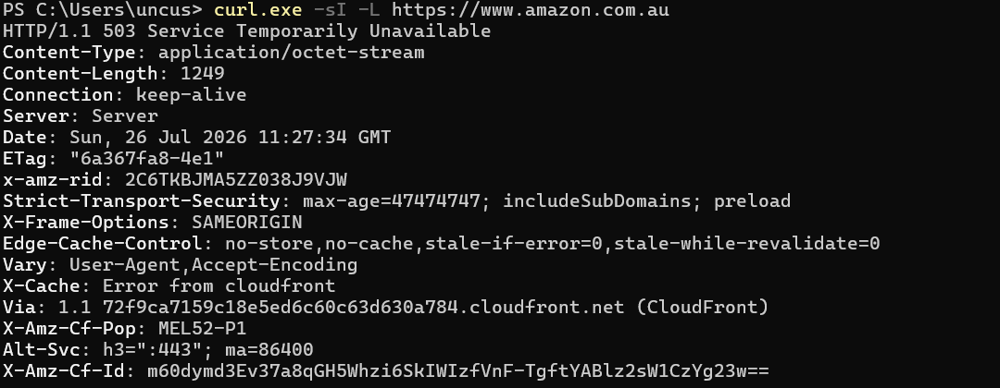 PS C:\Users\uncus> curl.exe -sI -L https://www.amazon.com.au
HTTP/1.1 503 Service Temporarily Unavailable
Content-Type: application/octet-stream
Content-Length: 1249
Connection: keep-alive
Server: Server
Date: Sun, 26 Jul 2026 11:27:34 GMT
ETag: "6a367fa8-4e1"
x-amz-rid: 2C6TKBJMA5ZZ038J9VJW
Strict-Transport-Security: max-age=47474747; includeSubDomains; preload
X-Frame-Options: SAMEORIGIN
Edge-Cache-Control: no-store,no-cache,stale-if-error=0,stale-while-revalidate=0
Vary: User-Agent,Accept-Encoding
X-Cache: Error from cloudfront
Via: 1.1 72f9ca7159c18e5ed6c60c63d630a784.cloudfront.net (CloudFront)
X-Amz-Cf-Pop: MEL52-P1
Alt-Svc: h3=":443"; ma=86400
X-Amz-Cf-Id: m60dymd3Ev37a8qGH5Whzi6SkIWIzfVnF-TgftYABlz2sW1CzYg23w==